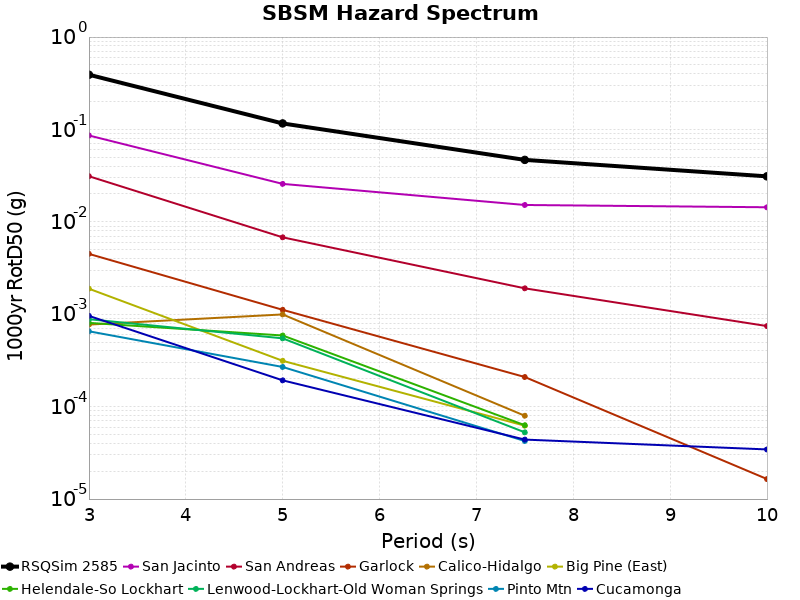 SBSM Hazard Spectrum
10^0
10^-1
10^-2
10^-3
10^-4
10^-5
1000yr RotD50 (g)
3 4 5 6 7 8 9 10
Period (s)
RSQSim 2585 San Jacinto San Andreas Garlock Calico-Hidalgo Big Pine (East)
Helendale-So Lockhart Lenwood-Lockhart-Old Woman Springs Pinto Mtn Cucamonga